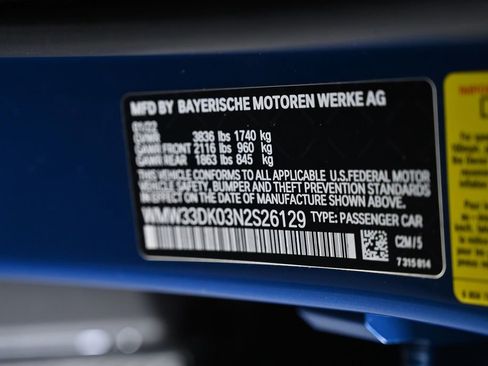 MFD BY BAYERISCHE MOTOREN WERKE AG
01/22
GVWR 3836 lbs 1740 kg
GAWR FRONT 2116 lbs 960 kg
GAWR REAR 1863 lbs 845 kg
THIS VEHICLE CONFORMS TO ALL APPLICABLE U.S.FEDERAL MOTOR
VEHICLE SAFETY, BUMPER AND THEFT PREVENTION STANDARDS
IN EFFECT ON THE DATE OF MANUFACTURE SHOWN ABOVE.
WMW33DK03N2S26129 TYPE: PASSENGER CAR
C2M / 5
7 315 814